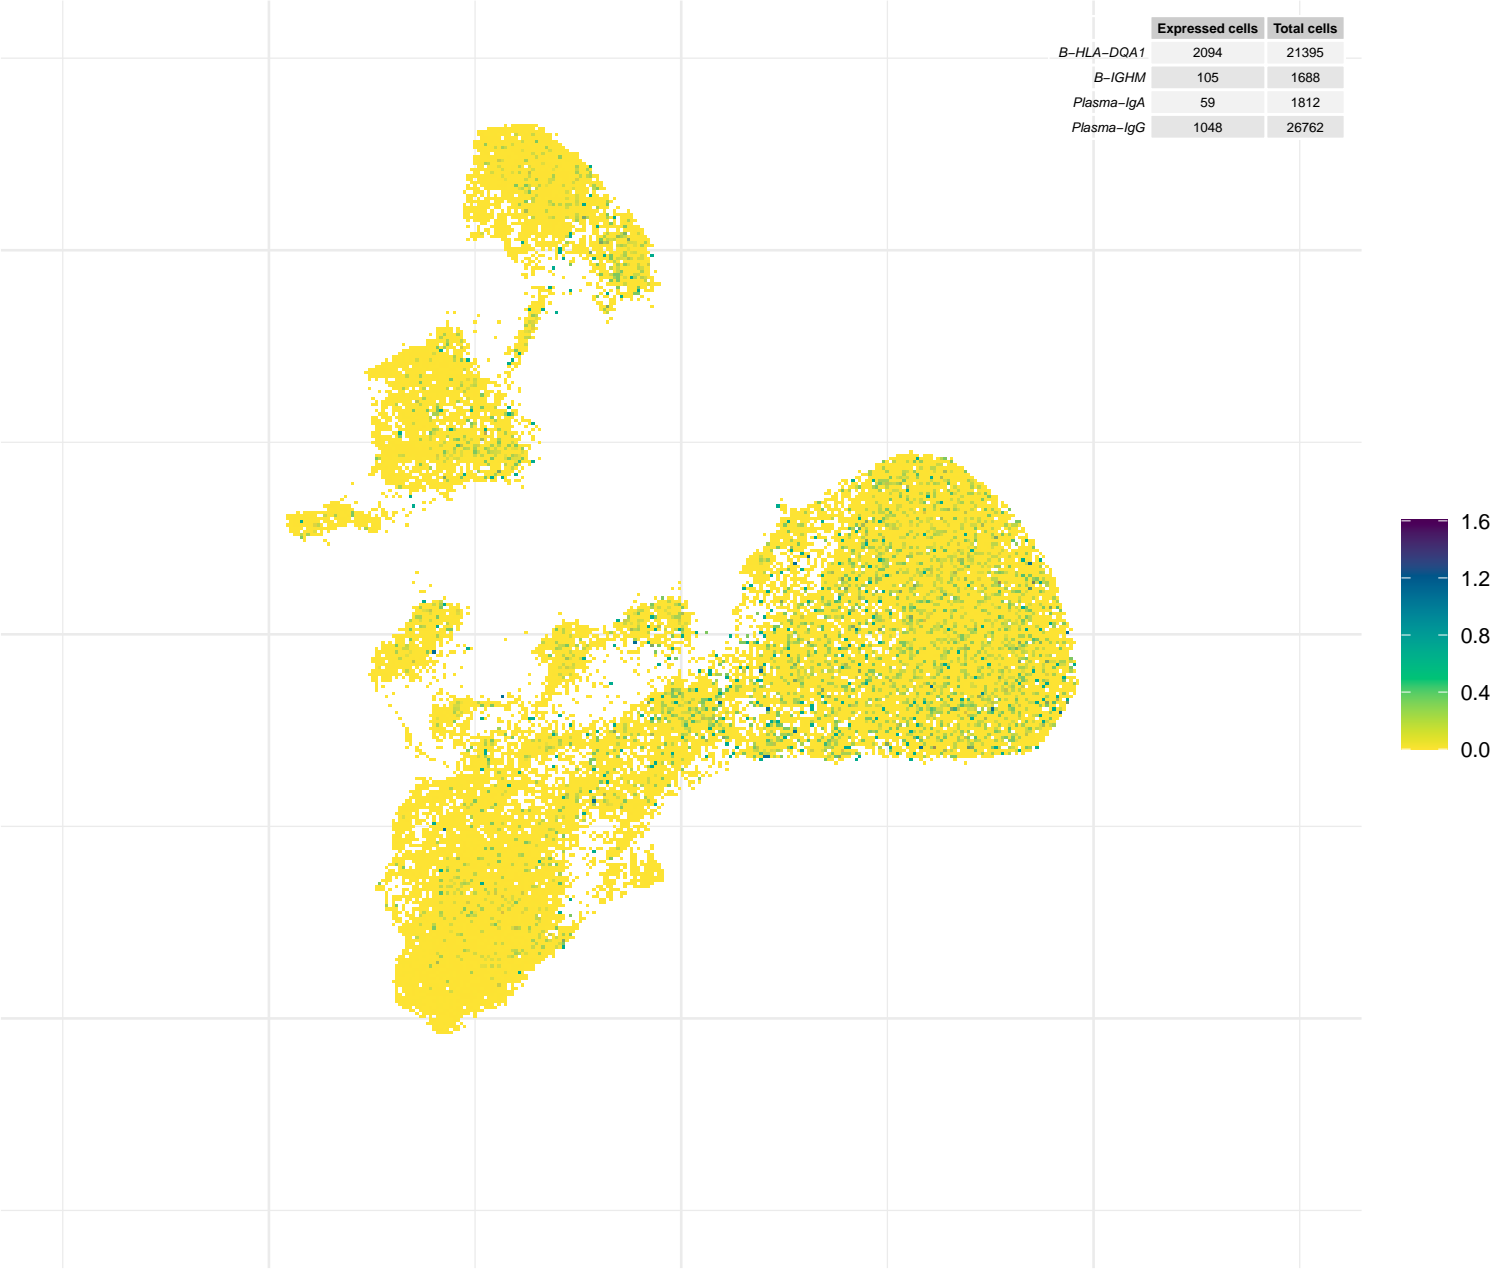 Expressed cells Total cells
B−HLA−DQA1 2094 21395
B−IGHM 105 1688
Plasma−IgA 59 1812
Plasma−IgG 1048 26762
1.6
1.2
0.8
0.4
0.0